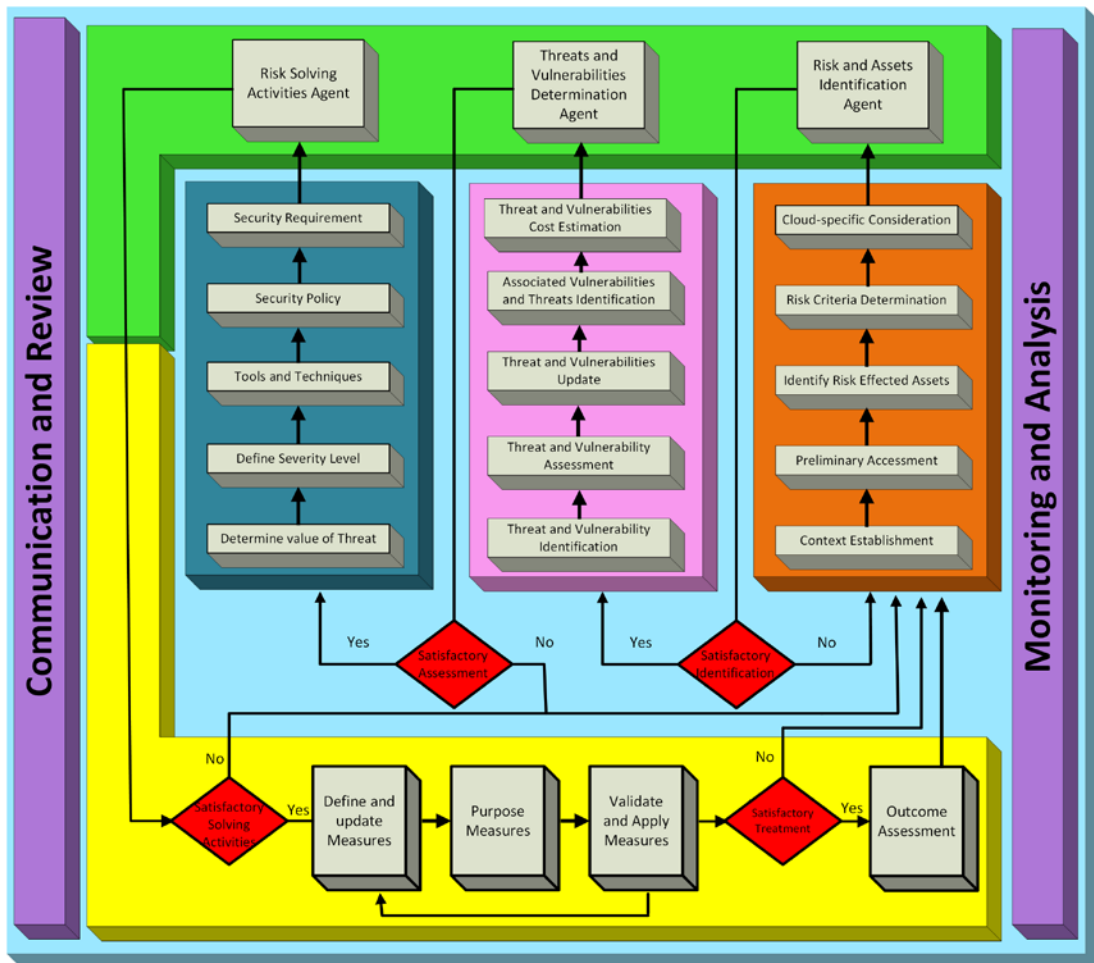 Communication and Review
Risk Solving
Activities Agent
Threats and
Vulnerabilities
Determination
Agent
Risk and Assets
Identification
Agent
Security Requirement
Security Policy
Tools and Techniques
Define Severity Level
Determine value of Threat
Threat and Vulnerabilities
Cost Estimation
Associated Vulnerabilities
and Threats Identification
Threat and Vulnerabilities
Update
Threat and Vulnerability
Assessment
Threat and Vulnerability
Identification
Cloud-specific Consideration
Risk Criteria Determination
Identify Risk Effected Assets
Preliminary Accessment
Context Establishment
Yes
Satisfactory
Assessment
No
Yes
Satisfactory
Identification
No
No
Satisfactory
Solving
Activities
Yes
Define and
update
Measures
Purpose
Measures
Validate
and Apply
Measures
No
Satisfactory
Treatment
Yes
Outcome
Assessment
Monitoring and Analysis